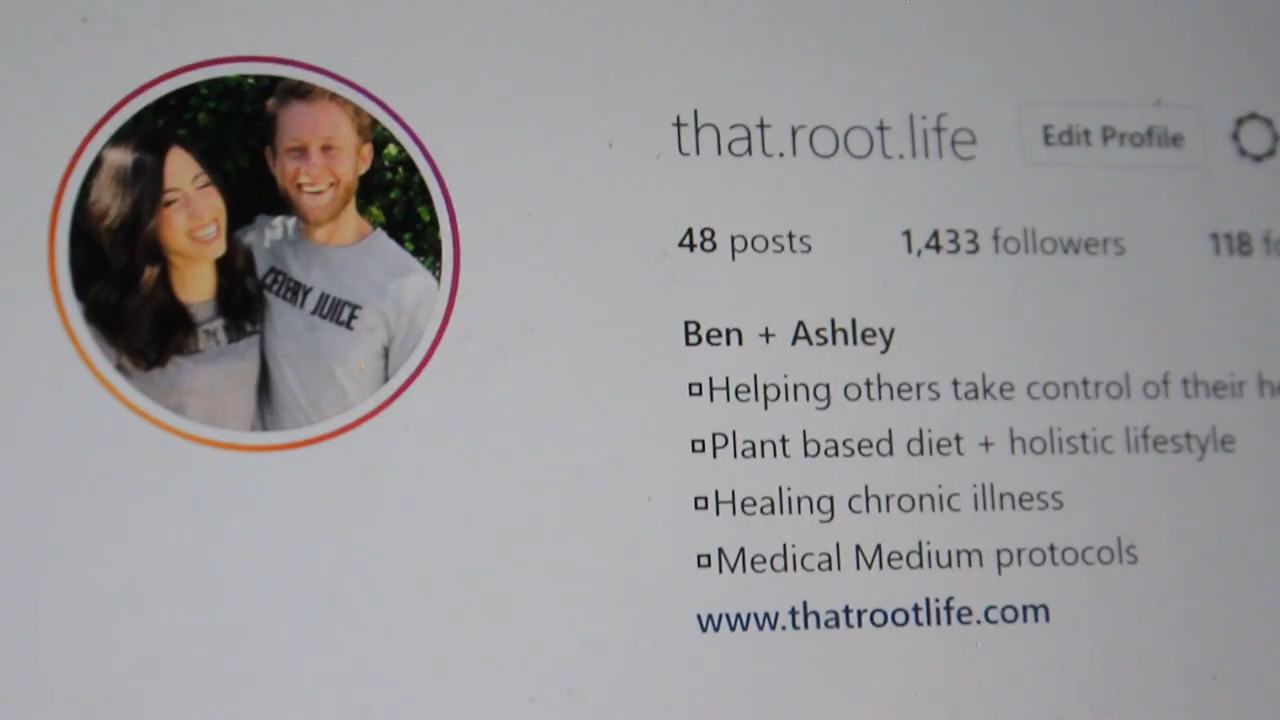 that.root.life Edit Profile
48 posts 1,433 followers 118
Ben + Ashley
Helping others take control of their
Plant based diet + holistic lifestyle
Healing chronic illness
Medical Medium protocols
www.thatrootlife.com
CELERY JUICE